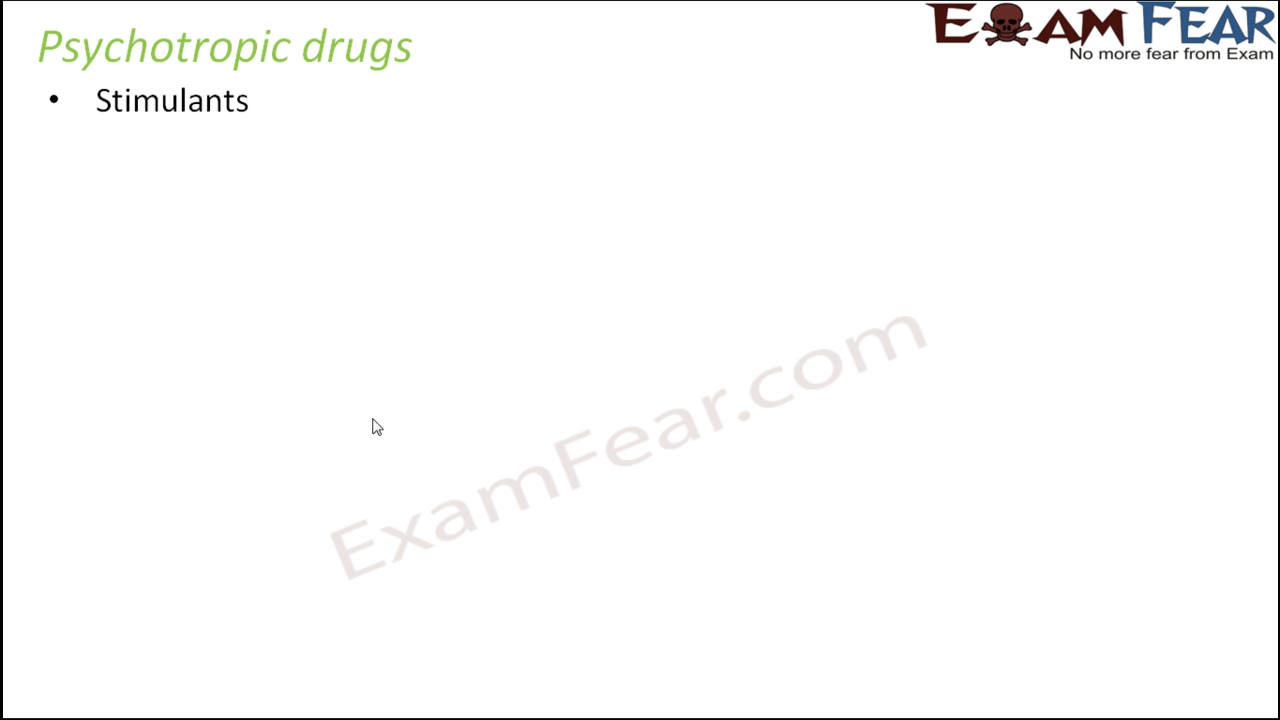 Psychotropic drugs
EXAM FEAR
No more fear from Exam
• Stimulants
ExamFear.com